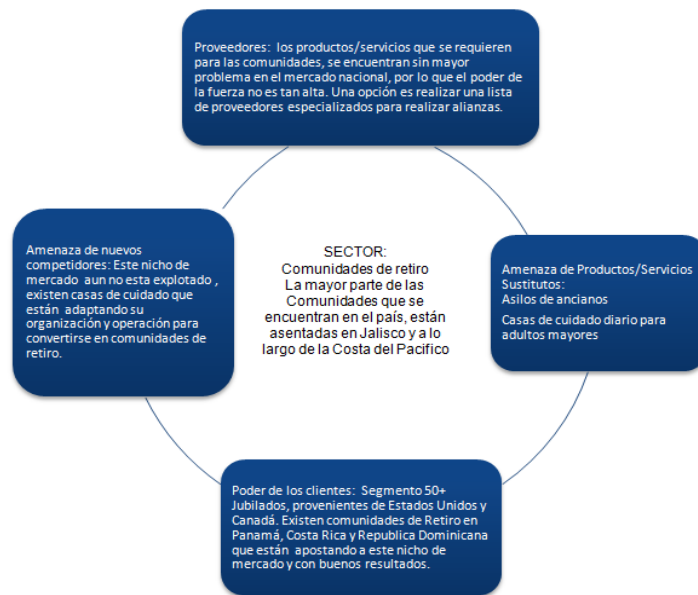 Proveedores: los productos/servicios que se requieren
para las comunidades, se encuentran sin mayor
problema en el mercado nacional, por lo que el poder de
la fuerza no es tan alta. Una opción es realizar una lista
de proveedores especializados para realizar alianzas.
Amenaza de nuevos
competidores: Este nicho de
mercado aun no esta explotado ,
existen casas de cuidado que
están adaptando su
organización y operación para
convertirse en comunidades de
retiro.
SECTOR:
Comunidades de retiro
La mayor parte de las
Comunidades que se
encuentran en el país, están
asentadas en Jalisco y a lo
largo de la Costa del Pacifico
Amenaza de Productos/Servicios
Sustitutos:
Asilos de ancianos
Casas de cuidado diario para
adultos mayores
Poder de los clientes: Segmento 50+
Jubilados, provenientes de Estados Unidos y
Canadá. Existen comunidades de Retiro en
Panamá, Costa Rica y Republica Dominicana
que están apostando a este nicho de
mercado y con buenos resultados.